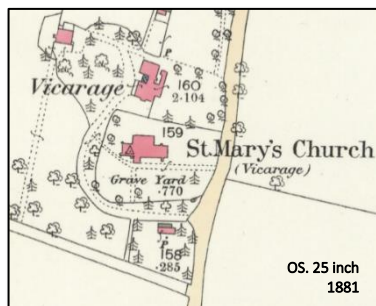 Vicarage
160
2.104
159
St. Mary's Church
(Vicarage)
Grave Yard
.770
P
158
.285
OS. 25 inch
1881